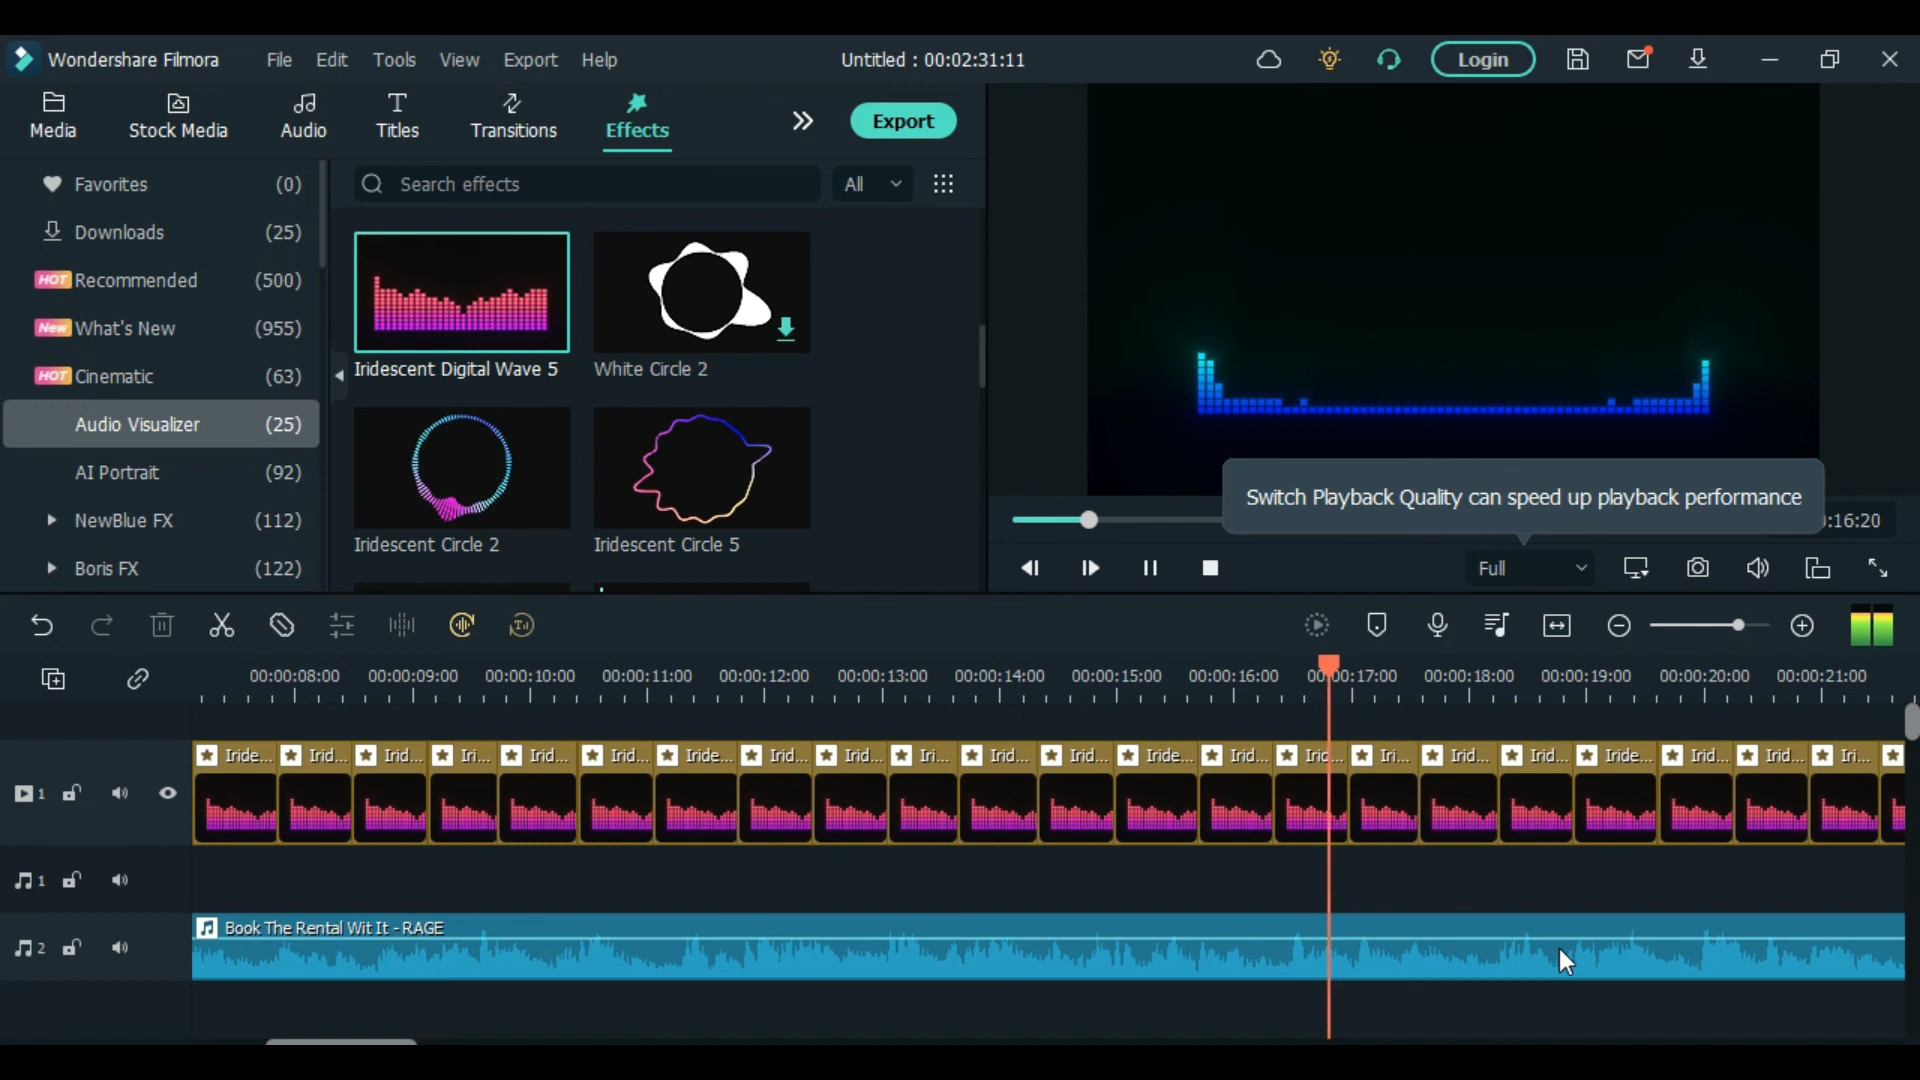 Wondershare Filmora File Edit Tools View Export Help Untitled : 00:02:31:11 Login
Media Stock Media Audio Titles Transitions Effects Export
Favorites (0)
Downloads (25)
HOT Recommended (500)
New What's New (955)
HOT Cinematic (63)
Audio Visualizer (25)
AI Portrait (92)
NewBlue FX (112)
Boris FX (122)
Search effects All
Iridescent Digital Wave 5 White Circle 2
Iridescent Circle 2 Iridescent Circle 5
Switch Playback Quality can speed up playback performance
:16:20
Full
00:00:08:00 00:00:09:00 00:00:10:00 00:00:11:00 00:00:12:00 00:00:13:00 00:00:14:00 00:00:15:00 00:00:16:00 00:00:17:00 00:00:18:00 00:00:19:00 00:00:20:00 00:00:21:00
Iride... Irid... Irid... Iri... Irid... Irid... Iride... Irid... Irid... Iri... Irid... Irid... Iride... Irid... Irid... Iri... Irid... Irid... Iride... Irid... Irid... Iri...
1
1
Book The Rental Wit It - RAGE
2